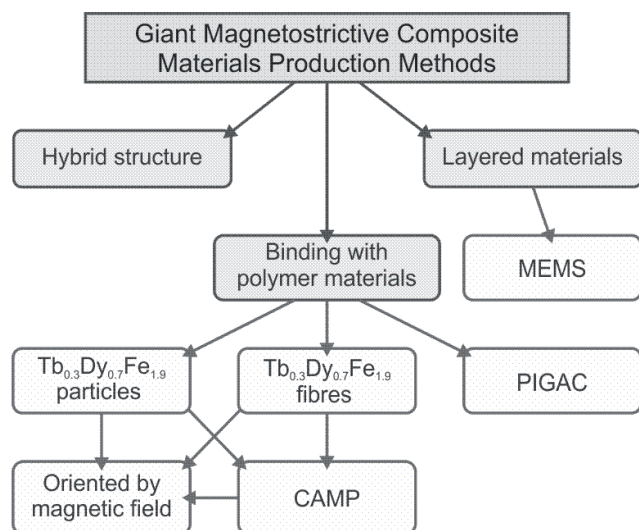 Giant Magnetostrictive Composite
Materials Production Methods
Hybrid structure
Layered materials
Binding with
polymer materials
MEMS
Tb₀.₃Dy₀.₇Fe₁.₉
particles
Tb₀.₃Dy₀.₇Fe₁.₉
fibres
PIGAC
Oriented by
magnetic field
CAMP